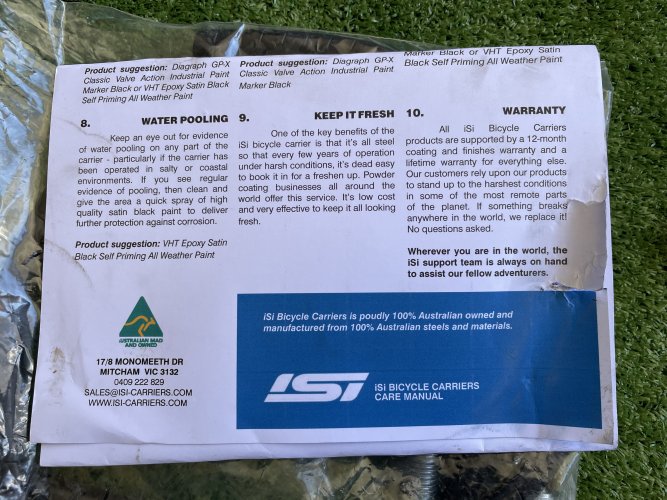 Product suggestion: Diagraph GP-X
Classic Valve Action Industrial Paint
Marker Black or VHT Epoxy Satin Black
Self Priming All Weather Paint
8. WATER POOLING
Keep an eye out for evidence
of water pooling on any part of the
carrier - particularly if the carrier has
been operated in salty or coastal
environments. If you see regular
evidence of pooling, then clean and
give the area a quick spray of high
quality satin black paint to deliver
further protection against corrosion.
Product suggestion: VHT Epoxy Satin
Black Self Priming All Weather Paint
Product suggestion: Diagraph GP-X
Classic Valve Action Industrial Paint
Marker Black
9. KEEP IT FRESH
One of the key benefits of the
iSi bicycle carrier is that it's all steel
so that every few years of operation
under harsh conditions, it's dead easy
to book it in for a freshen up. Powder
coating businesses all around the
world offer this service. It's low cost
and very effective to keep it all looking
fresh.
Marker Black or VHT Epoxy Satin
Black Self Priming All Weather Paint
10. WARRANTY
All iSi Bicycle Carriers
products are supported by a 12-month
coating and finishes warranty and a
lifetime warranty for everything else.
Our customers rely upon our products
to stand up to the harshest conditions
in some of the most remote parts
of the planet. If something breaks
anywhere in the world, we replace it!
No questions asked.
Wherever you are in the world, the
iSi support team is always on hand
to assist our fellow adventurers.
AUSTRALIAN MADE
AND OWNED
17/8 MONOMEETH DR
MITCHAM VIC 3132
0409 222 829
SALES@ISI-CARRIERS.COM
WWW.ISI-CARRIERS.COM
iSi Bicycle Carriers is poudly 100% Australian owned and
manufactured from 100% Australian steels and materials.
iSi
iSi BICYCLE CARRIERS
CARE MANUAL